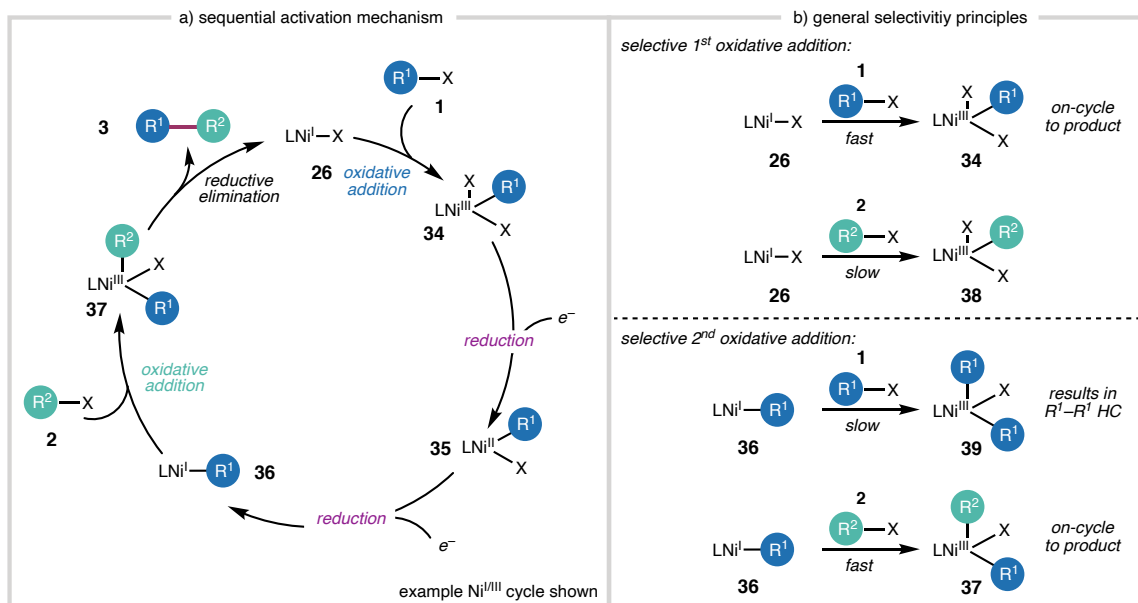 a) sequential activation mechanism
R¹—X
1
3
R¹—R²
LNiᴵ—X
26
oxidative
addition
reductive
elimination
X
LNiᴵᴵᴵ
R¹
X
34
R²
LNiᴵᴵᴵ
X
R¹
37
e⁻
reduction
oxidative
addition
R²—X
2
35
LNiᴵᴵ
R¹
X
LNiᴵ—R¹
36
reduction
e⁻
example Niᴵ/ᴵᴵᴵ cycle shown
b) general selectivitiy principles
selective 1ˢᵗ oxidative addition:
1
LNiᴵ—X
R¹—X
fast
X
LNiᴵᴵᴵ
R¹
X
on-cycle
to product
26
34
2
LNiᴵ—X
R²—X
slow
X
LNiᴵᴵᴵ
R²
X
26
38
selective 2ⁿᵈ oxidative addition:
1
LNiᴵ—R¹
R¹—X
slow
R¹
LNiᴵᴵᴵ
X
R¹
results in
R¹–R¹ HC
36
39
2
LNiᴵ—R¹
R²—X
fast
R²
LNiᴵᴵᴵ
X
R¹
on-cycle
to product
36
37